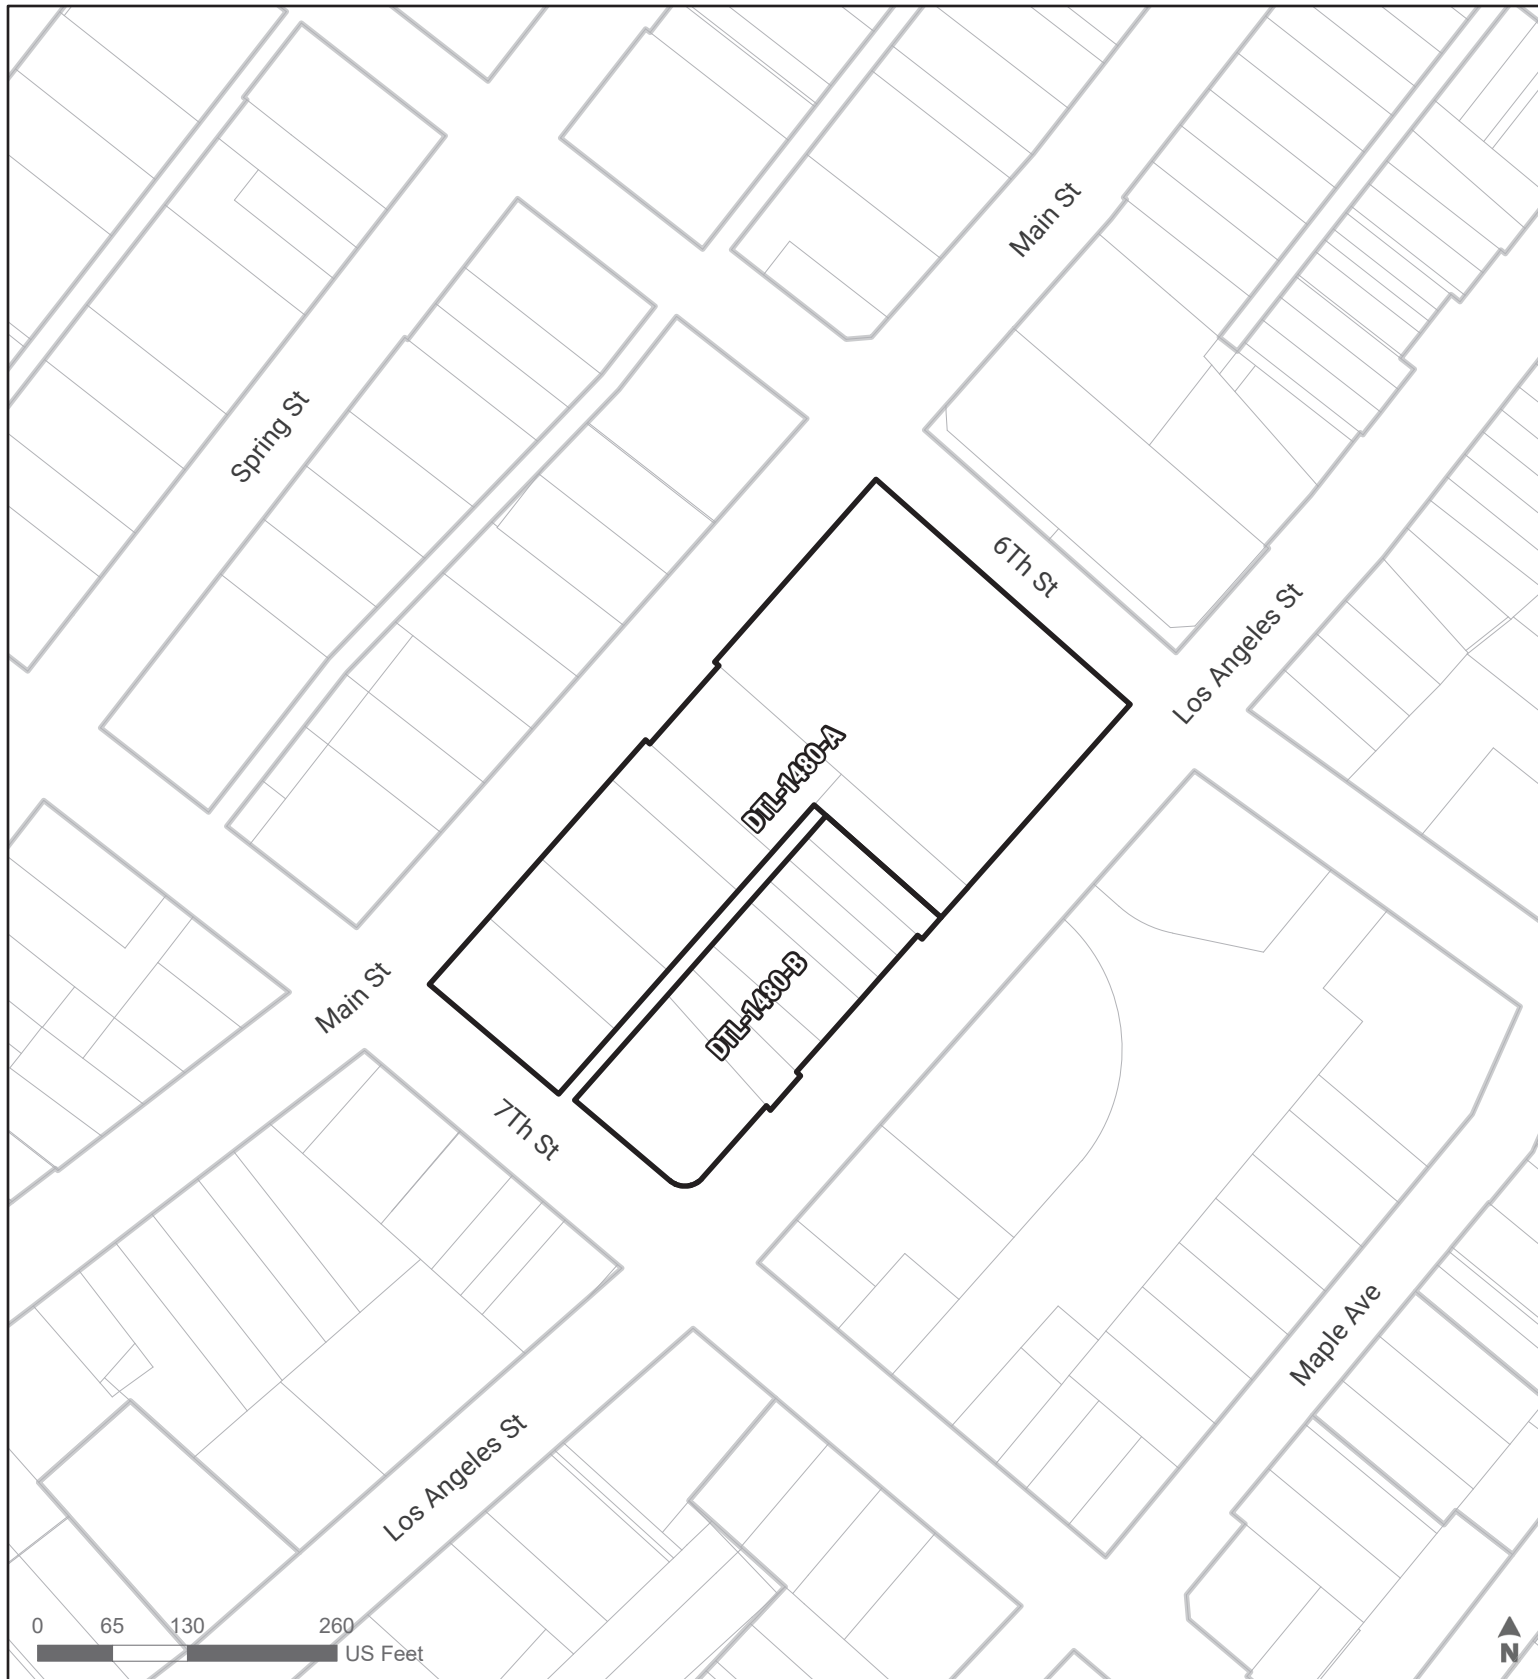 Main St
Spring St
6Th St
Los Angeles St
DTL-1480-A
DTL-1480-B
Main St
7Th St
Maple Ave
Los Angeles St
0 65 130 260
US Feet
N